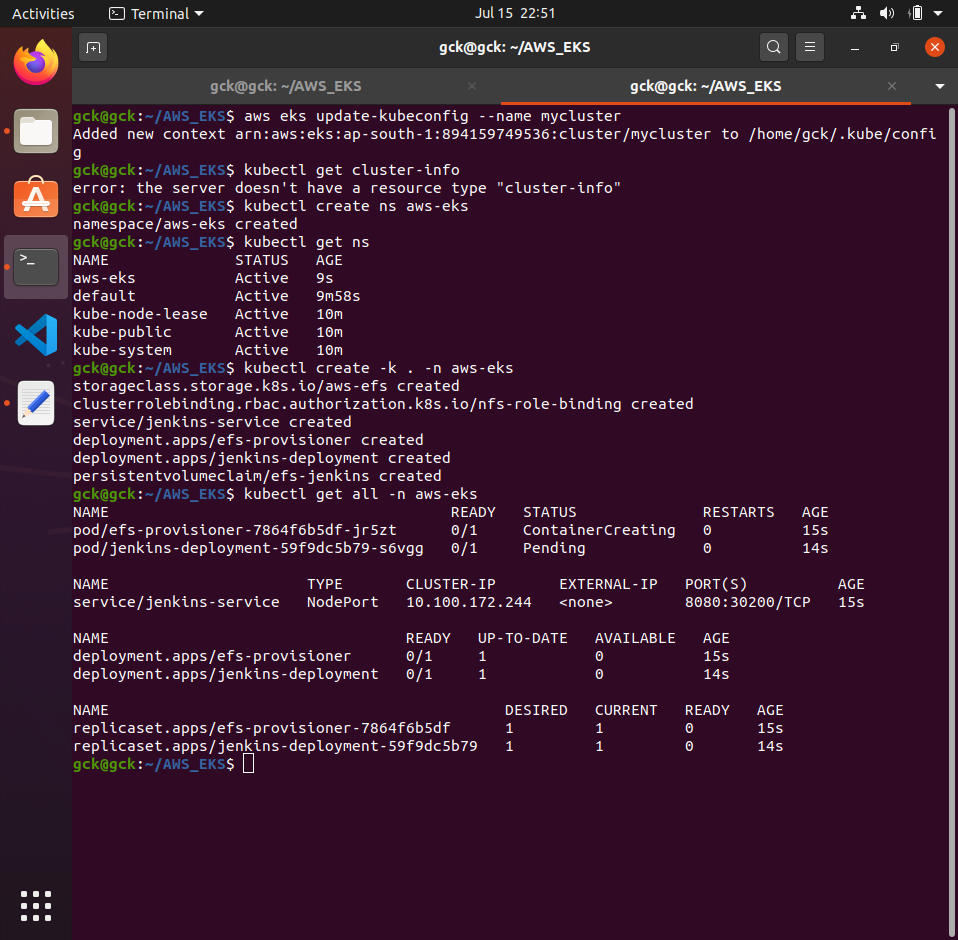 Activities Terminal Jul 15 22:51
gck@gck: ~/AWS_EKS
gck@gck: ~/AWS_EKS gck@gck: ~/AWS_EKS
gck@gck:~/AWS_EKS$ aws eks update-kubeconfig --name mycluster
Added new context arn:aws:eks:ap-south-1:894159749536:cluster/mycluster to /home/gck/.kube/confi
g
gck@gck:~/AWS_EKS$ kubectl get cluster-info
error: the server doesn't have a resource type "cluster-info"
gck@gck:~/AWS_EKS$ kubectl create ns aws-eks
namespace/aws-eks created
gck@gck:~/AWS_EKS$ kubectl get ns
NAME STATUS AGE
aws-eks Active 9s
default Active 9m58s
kube-node-lease Active 10m
kube-public Active 10m
kube-system Active 10m
gck@gck:~/AWS_EKS$ kubectl create -k . -n aws-eks
storageclass.storage.k8s.io/aws-efs created
clusterrolebinding.rbac.authorization.k8s.io/nfs-role-binding created
service/jenkins-service created
deployment.apps/efs-provisioner created
deployment.apps/jenkins-deployment created
persistentvolumeclaim/efs-jenkins created
gck@gck:~/AWS_EKS$ kubectl get all -n aws-eks
NAME READY STATUS RESTARTS AGE
pod/efs-provisioner-7864f6b5df-jr5zt 0/1 ContainerCreating 0 15s
pod/jenkins-deployment-59f9dc5b79-s6vgg 0/1 Pending 0 14s
NAME TYPE CLUSTER-IP EXTERNAL-IP PORT(S) AGE
service/jenkins-service NodePort 10.100.172.244 <none> 8080:30200/TCP 15s
NAME READY UP-TO-DATE AVAILABLE AGE
deployment.apps/efs-provisioner 0/1 1 0 15s
deployment.apps/jenkins-deployment 0/1 1 0 14s
NAME DESIRED CURRENT READY AGE
replicaset.apps/efs-provisioner-7864f6b5df 1 1 0 15s
replicaset.apps/jenkins-deployment-59f9dc5b79 1 1 0 14s
gck@gck:~/AWS_EKS$